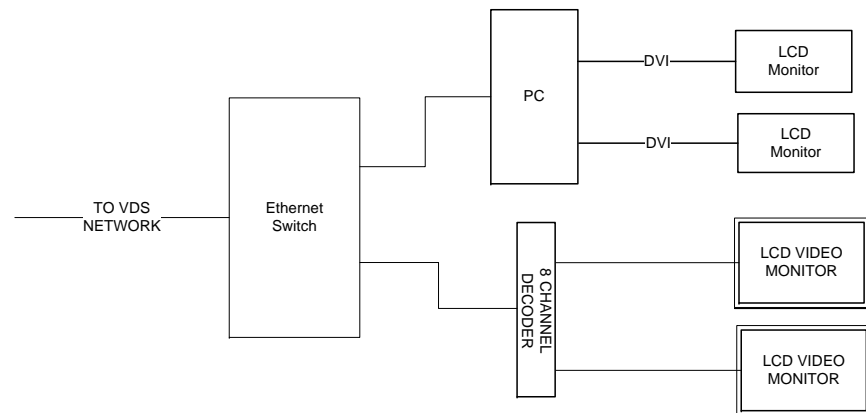 LCD
Monitor
DVI
PC
LCD
Monitor
DVI
TO VDS
NETWORK
Ethernet
Switch
8 CHANNEL
DECODER
LCD VIDEO
MONITOR
LCD VIDEO
MONITOR